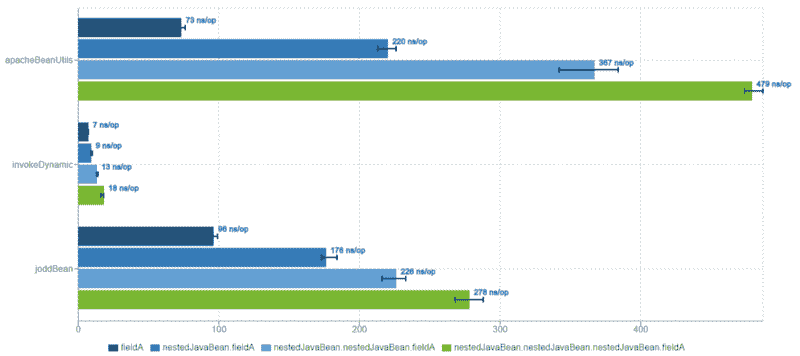 73 ns/op
220 ns/op
apacheBeanUtils
367 ns/op
479 ns/op
7 ns/op
9 ns/op
invokeDynamic
13 ns/op
18 ns/op
96 ns/op
176 ns/op
joddBean
226 ns/op
278 ns/op
0 100 200 300 400
fieldA nestedJavaBean.fieldA nestedJavaBean.nestedJavaBean.fieldA nestedJavaBean.nestedJavaBean.nestedJavaBean.fieldA